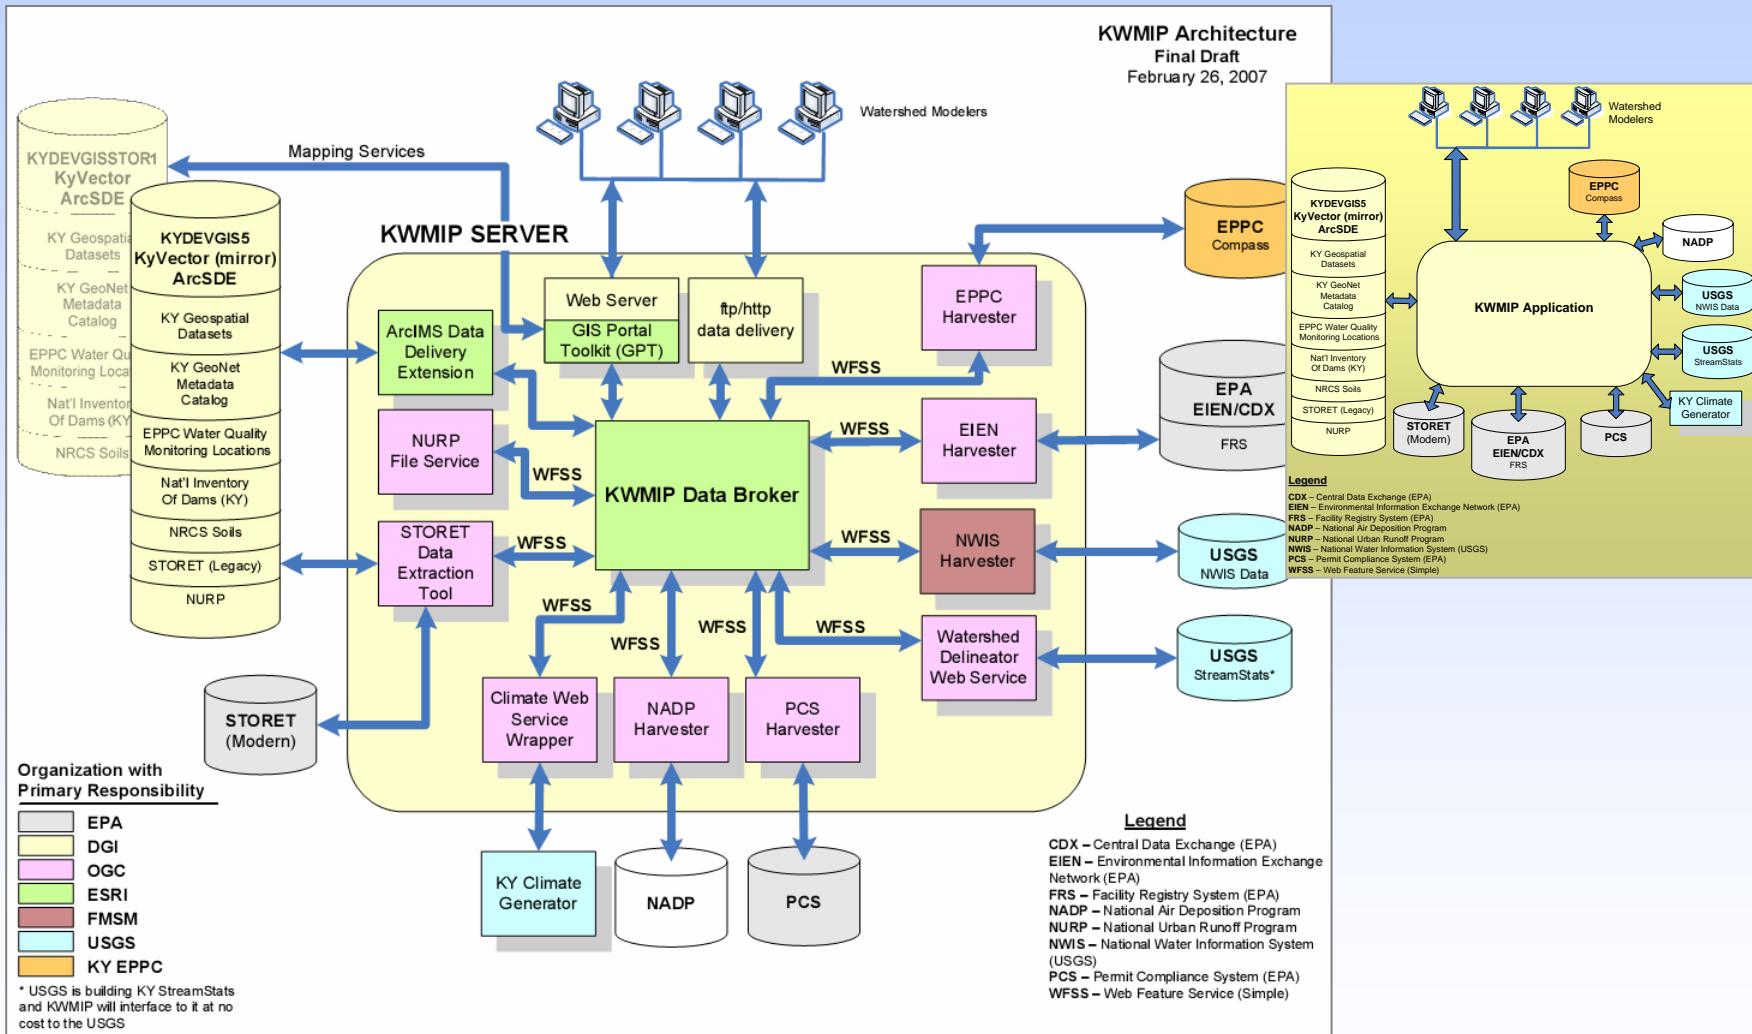 KWMIP Architecture
Final Draft
February 26, 2007
Watershed Modelers
Mapping Services
KYDEVGISSTOR1
KyVector
ArcSDE
KY Geospatia
Datasets
KY GeoNet
Metadata
Catalog
EPPC Water Qu
Monitoring Loca
Nat'l Inventor
Of Dams (KY
NRCS Soils
KYDEVGIS5
KyVector (mirror)
ArcSDE
KY Geospatial
Datasets
KY GeoNet
Metadata
Catalog
EPPC Water Quality
Monitoring Locations
Nat'l Inventory
Of Dams (KY)
NRCS Soils
STORET (Legacy)
NURP
KWMIP SERVER
Web Server
GIS Portal
Toolkit (GPT)
ftp/http
data delivery
EPPC
Harvester
EPPC
Compass
ArcIMS Data
Delivery
Extension
WFSS
NURP
File Service
WFSS
KWMIP Data Broker
WFSS
EIEN
Harvester
EPA
EIEN/CDX
FRS
STORET
Data
Extraction
Tool
WFSS
WFSS
NWIS
Harvester
USGS
NWIS Data
WFSS
WFSS
WFSS
WFSS
Watershed
Delineator
Web Service
USGS
StreamStats*
STORET
(Modern)
Climate Web
Service
Wrapper
NADP
Harvester
PCS
Harvester
KY Climate
Generator
NADP
PCS
Organization with
Primary Responsibility
EPA
DGI
OGC
ESRI
FMSM
USGS
KY EPPC
* USGS is building KY StreamStats
and KWMIP will interface to it at no
cost to the USGS
Legend
CDX – Central Data Exchange (EPA)
EIEN – Environmental Information Exchange
Network (EPA)
FRS – Facility Registry System (EPA)
NADP – National Air Deposition Program
NURP – National Urban Runoff Program
NWIS – National Water Information System
(USGS)
PCS – Permit Compliance System (EPA)
WFSS – Web Feature Service (Simple)
Watershed
Modelers
KYDEVGIS5
KyVector (mirror)
ArcSDE
KY Geospatial
Datasets
KY GeoNet
Metadata
Catalog
EPPC Water Quality
Monitoring Locations
Nat'l Inventory
Of Dams (KY)
NRCS Soils
STORET (Legacy)
NURP
EPPC
Compass
NADP
KWMIP Application
USGS
NWIS Data
USGS
StreamStats
KY Climate
Generator
STORET
(Modern)
EPA
EIEN/CDX
FRS
PCS
Legend
CDX – Central Data Exchange (EPA)
EIEN – Environmental Information Exchange Network (EPA)
FRS – Facility Registry System (EPA)
NADP – National Air Deposition Program
NURP – National Urban Runoff Program
NWIS – National Water Information System (USGS)
PCS – Permit Compliance System (EPA)
WFSS – Web Feature Service (Simple)